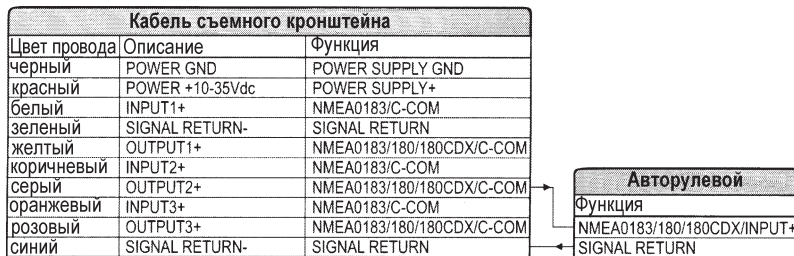 Кабель съемного кронштейна
Цвет провода Описание Функция
черный POWER GND POWER SUPPLY GND
красный POWER +10-35Vdc POWER SUPPLY+
белый INPUT1+ NMEA0183/C-COM
зеленый SIGNAL RETURN- SIGNAL RETURN
желтый OUTPUT1+ NMEA0183/180/180CDX/C-COM
коричневый INPUT2+ NMEA0183/C-COM
серый OUTPUT2+ NMEA0183/180/180CDX/C-COM
оранжевый INPUT3+ NMEA0183/C-COM
розовый OUTPUT3+ NMEA0183/180/180CDX/C-COM
синий SIGNAL RETURN- SIGNAL RETURN
Авторулевой
Функция
NMEA0183/180/180CDX/INPUT+
SIGNAL RETURN